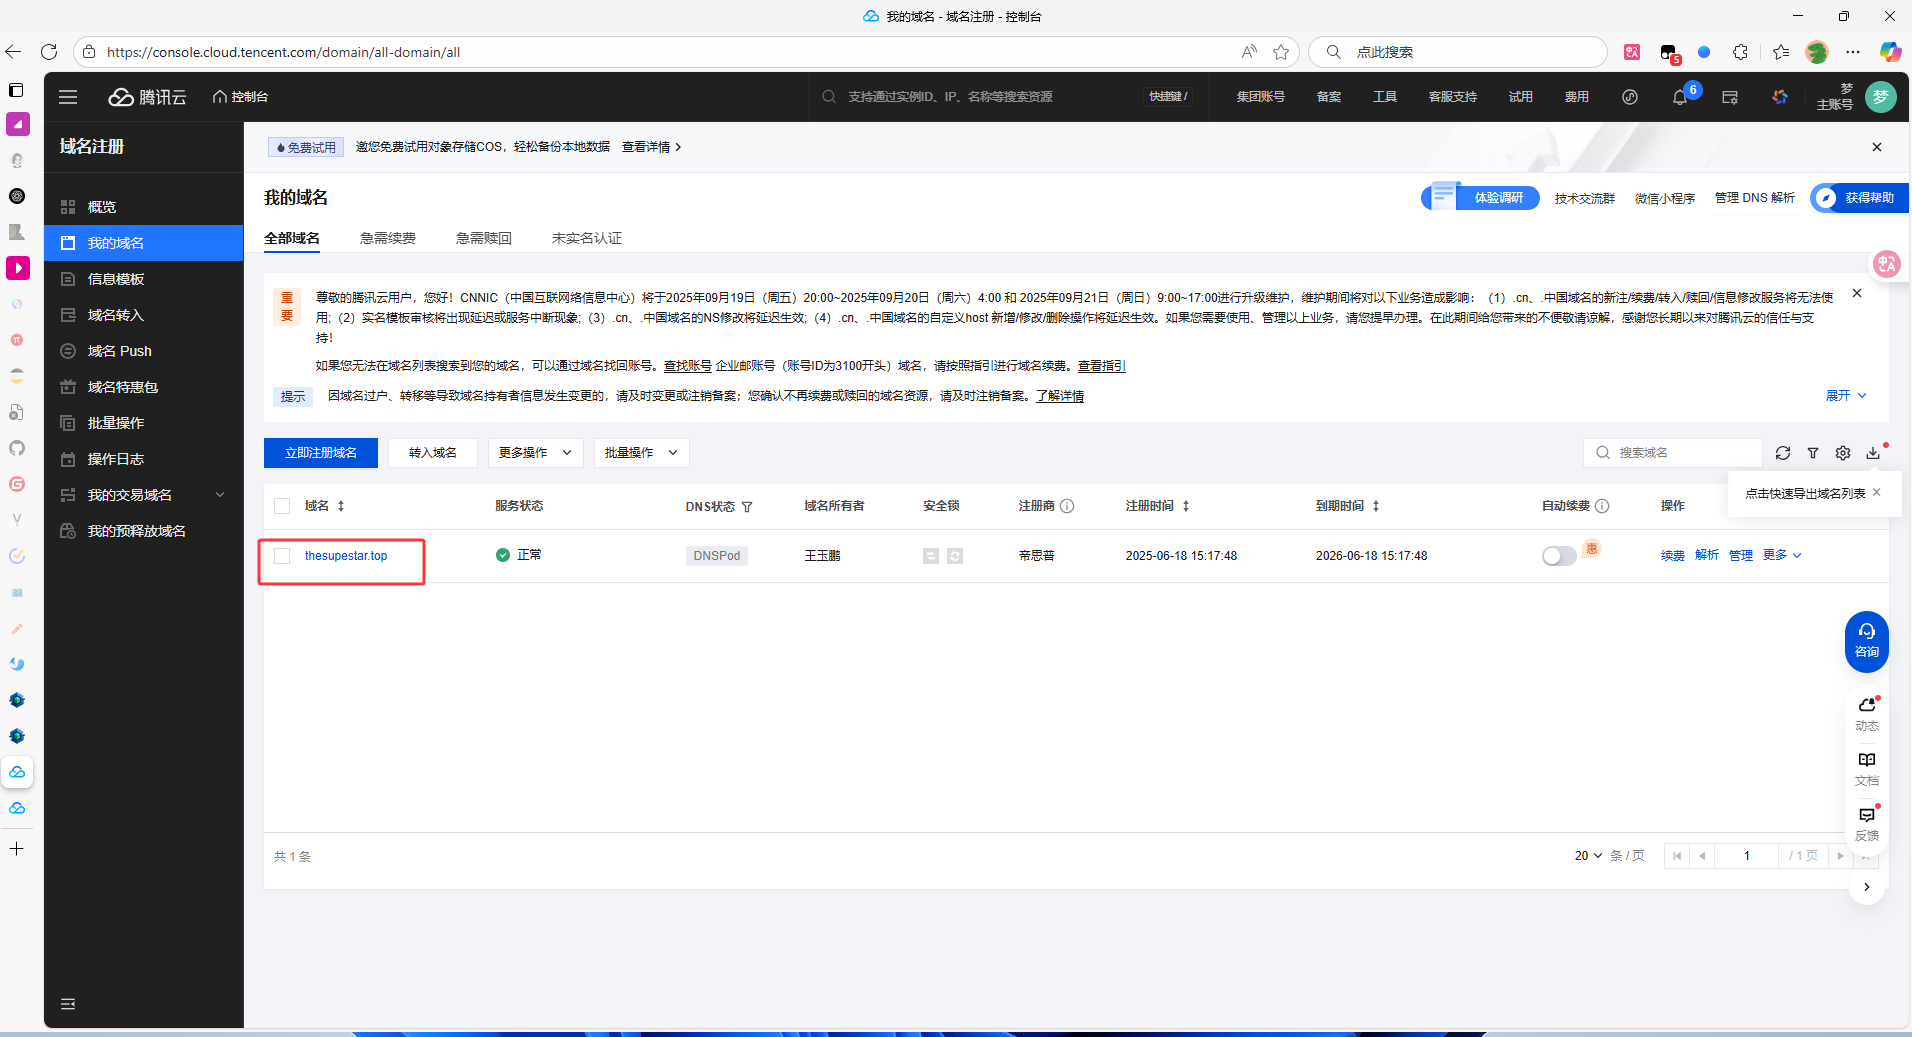 我的域名 - 域名注册 - 控制台
https://console.cloud.tencent.com/domain/all-domain/all
点此搜索
5
腾讯云
控制台
支持通过实例ID、IP、名称等搜索资源
快捷键 /
集团账号
备案
工具
客服支持
试用
费用
6
梦
主账号
梦
域名注册
概览
我的域名
信息模板
域名转入
域名 Push
域名特惠包
批量操作
操作日志
我的交易域名
我的预释放域名
免费试用 邀您免费试用对象存储COS，轻松备份本地数据 查看详情
我的域名
体验调研
技术交流群
微信小程序
管理 DNS 解析
获得帮助
全部域名
急需续费
急需赎回
未实名认证
重要
尊敬的腾讯云用户，您好！CNNIC（中国互联网络信息中心）将于2025年09月19日（周五）20:00~2025年09月20日（周六）4:00 和 2025年09月21日（周日）9:00~17:00进行升级维护，维护期间将对以下业务造成影响：（1）.cn、.中国域名的新注/续费/转入/赎回/信息修改服务将无法使
用;（2）实名模板审核将出现延迟或服务中断现象;（3）.cn、.中国域名的NS修改将延迟生效;（4）.cn、.中国域名的自定义host 新增/修改/删除操作将延迟生效。如果您需要使用、管理以上业务，请您提早办理。在此期间给您带来的不便敬请谅解，感谢您长期以来对腾讯云的信任与支
持！
如果您无法在域名列表搜索到您的域名，可以通过域名找回账号。查找账号 企业邮账号（账号ID为3100开头）域名，请按照指引进行域名续费。查看指引
提示
因域名过户、转移等导致域名持有者信息发生变更的，请及时变更或注销备案；您确认不再续费或赎回的域名资源，请及时注销备案。了解详情
展开
立即注册域名
转入域名
更多操作
批量操作
搜索域名
点击快速导出域名列表
域名
服务状态
DNS状态
域名所有者
安全锁
注册商
注册时间
到期时间
自动续费
操作
thesupestar.top
正常
DNSPod
王玉鹏
帝思普
2025-06-18 15:17:48
2026-06-18 15:17:48
惠
续费
解析
管理
更多
咨询
动态
文档
反馈
共 1 条
20 条 / 页
1
/ 1 页